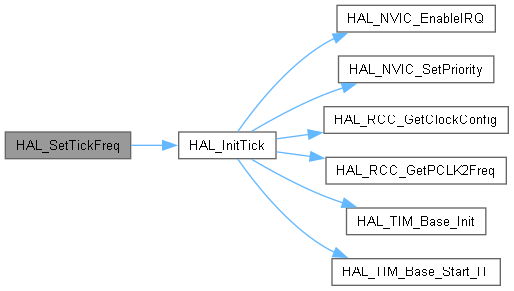 HAL_NVIC_EnableIRQ
HAL_NVIC_SetPriority
HAL_RCC_GetClockConfig
HAL_SetTickFreq
HAL_InitTick
HAL_RCC_GetPCLK2Freq
HAL_TIM_Base_Init
HAL_TIM_Base_Start_IT